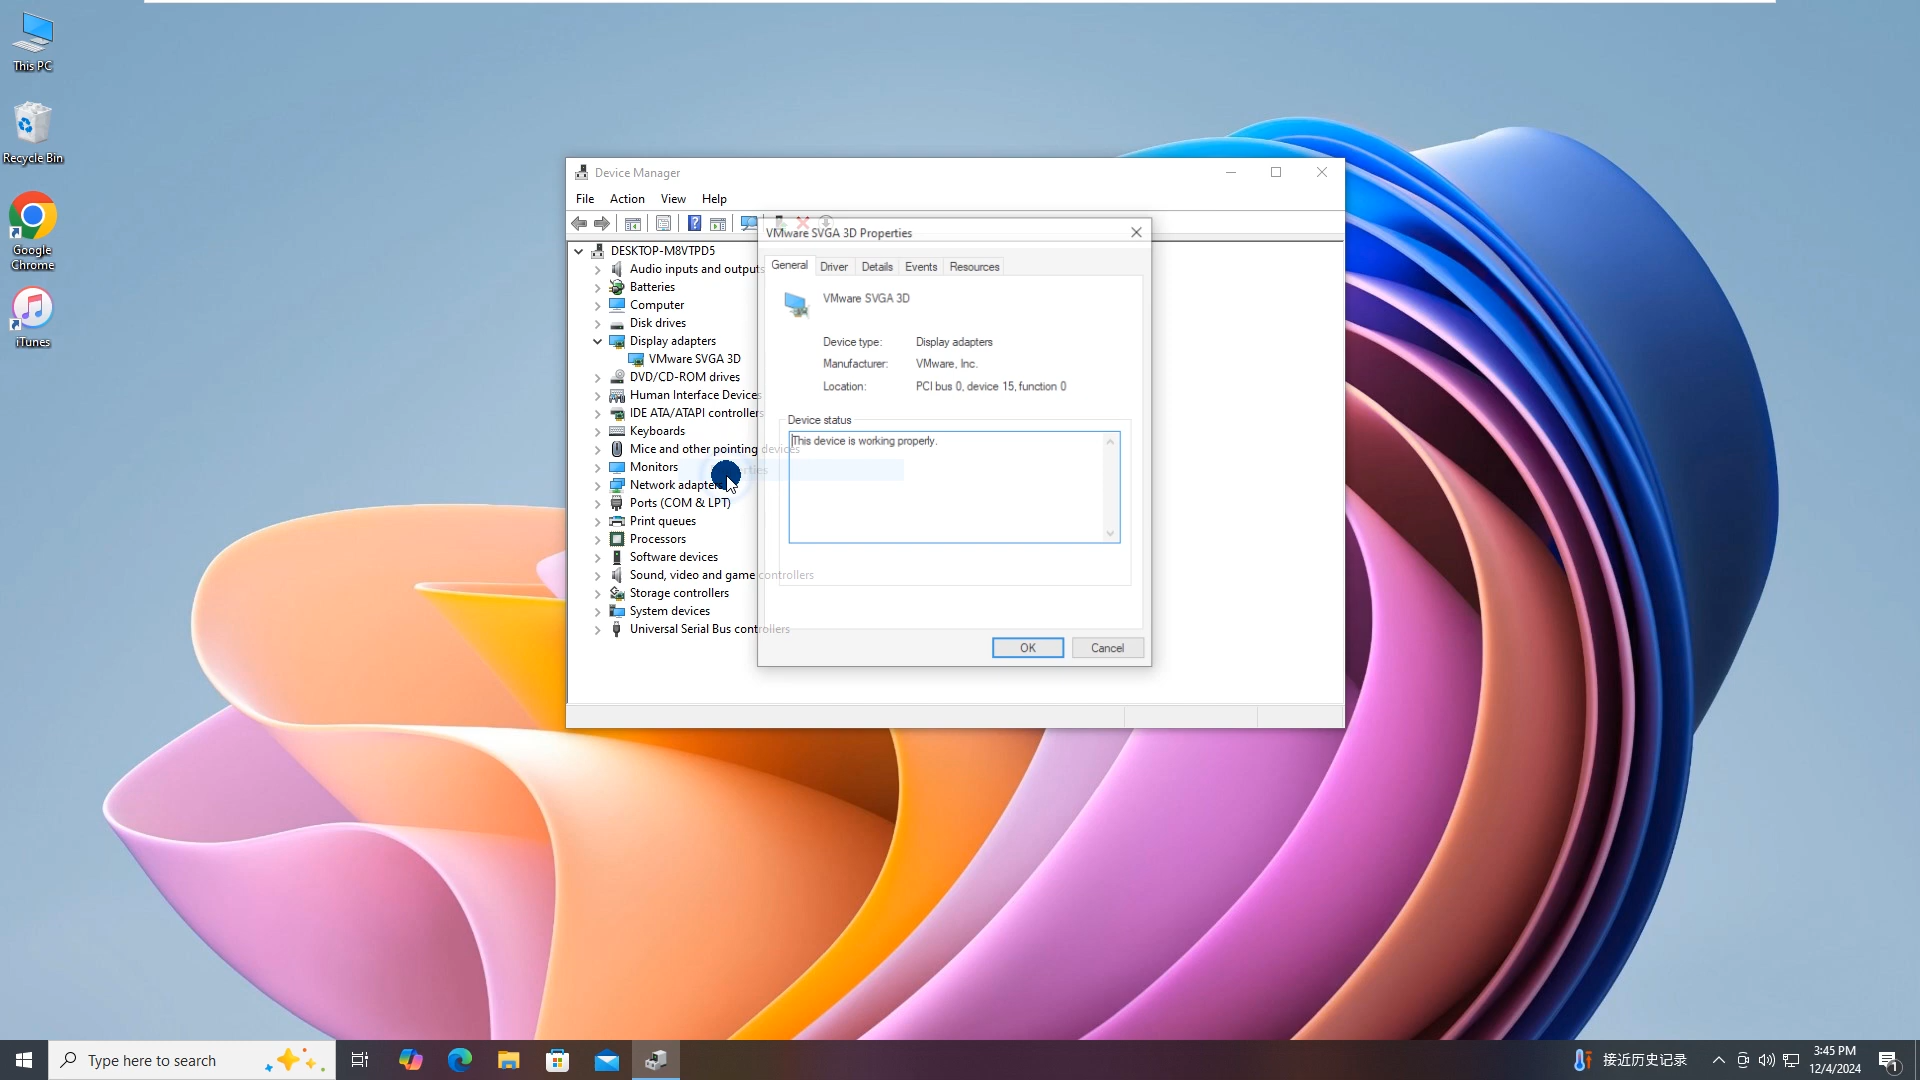 This PC
Recycle Bin
Google
Chrome
iTunes
Device Manager
File Action View Help
DESKTOP-M8VTPD5
Audio inputs and outputs
Batteries
Computer
Disk drives
Display adapters
VMware SVGA 3D
DVD/CD-ROM drives
Human Interface Devices
IDE ATA/ATAPI controllers
Keyboards
Mice and other pointing devices
Monitors
Network adapters
Ports (COM & LPT)
Print queues
Processors
Software devices
Sound, video and game controllers
Storage controllers
System devices
Universal Serial Bus controllers
VMware SVGA 3D Properties
General Driver Details Events Resources
VMware SVGA 3D
Device type: Display adapters
Manufacturer: VMware, Inc.
Location: PCI bus 0, device 15, function 0
Device status
This device is working properly.
OK Cancel
Type here to search
接近历史记录
3:45 PM
12/4/2024
1